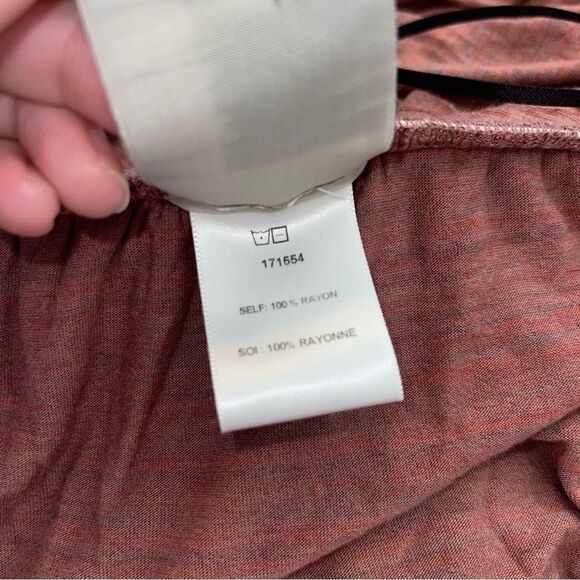 171554
SELF: 100 % RAYON
SOI : 100% RAYONNE